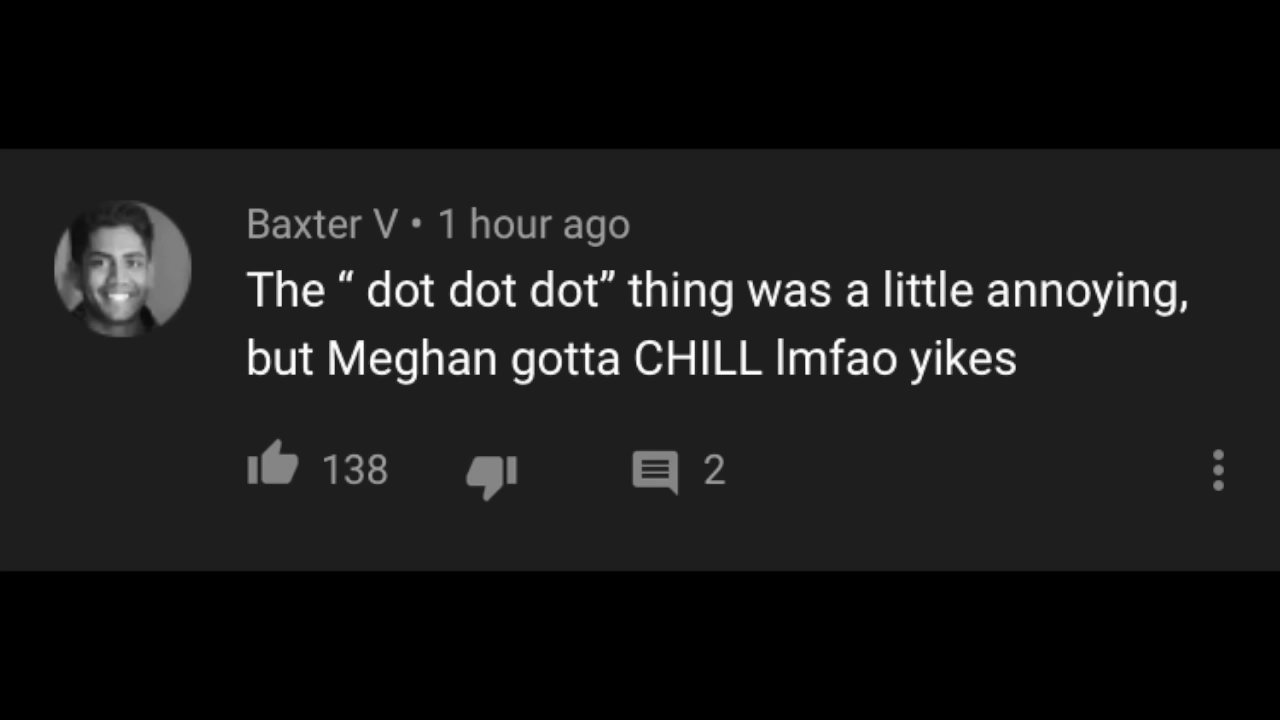 Baxter V • 1 hour ago
The “ dot dot dot” thing was a little annoying,
but Meghan gotta CHILL lmfao yikes
138 2